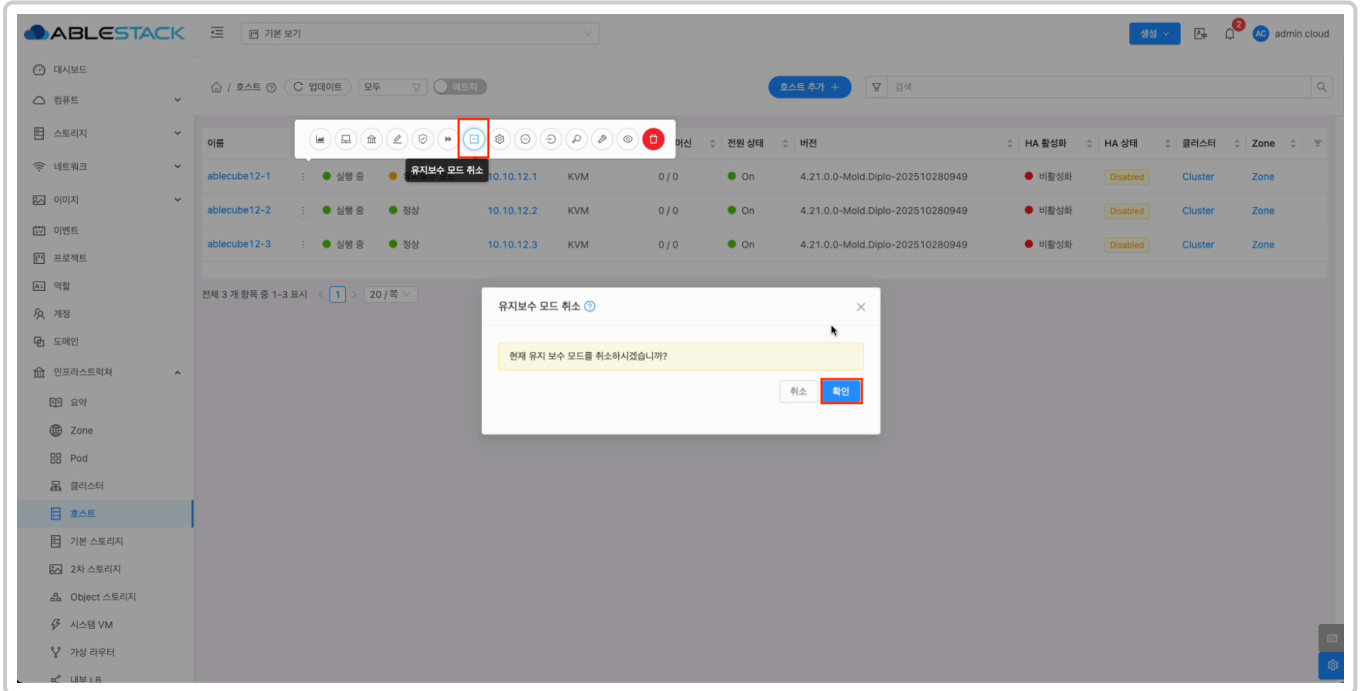 ABLESTACK
기본 보기
생성
2
AC admin cloud
대시보드
컴퓨트
스토리지
네트워크
이미지
이벤트
프로젝트
역할
계정
도메인
인프라스트럭쳐
요약
Zone
Pod
클러스터
호스트
기본 스토리지
2차 스토리지
Object 스토리지
시스템 VM
가상 라우터
내부 LB
/ 호스트 업데이트 모두 메트릭
호스트 추가 +
검색
이름 머신 전원 상태 버전 HA 활성화 HA 상태 클러스터 Zone
유지보수 모드 취소
ablecube12-1 실행 중 10.10.12.1 KVM 0 / 0 On 4.21.0.0-Mold.Diplo-202510280949 비활성화 Disabled Cluster Zone
ablecube12-2 실행 중 정상 10.10.12.2 KVM 0 / 0 On 4.21.0.0-Mold.Diplo-202510280949 비활성화 Disabled Cluster Zone
ablecube12-3 실행 중 정상 10.10.12.3 KVM 0 / 0 On 4.21.0.0-Mold.Diplo-202510280949 비활성화 Disabled Cluster Zone
전체 3 개 항목 중 1-3 표시 < 1 > 20 / 쪽
유지보수 모드 취소
현재 유지 보수 모드를 취소하시겠습니까?
취소 확인